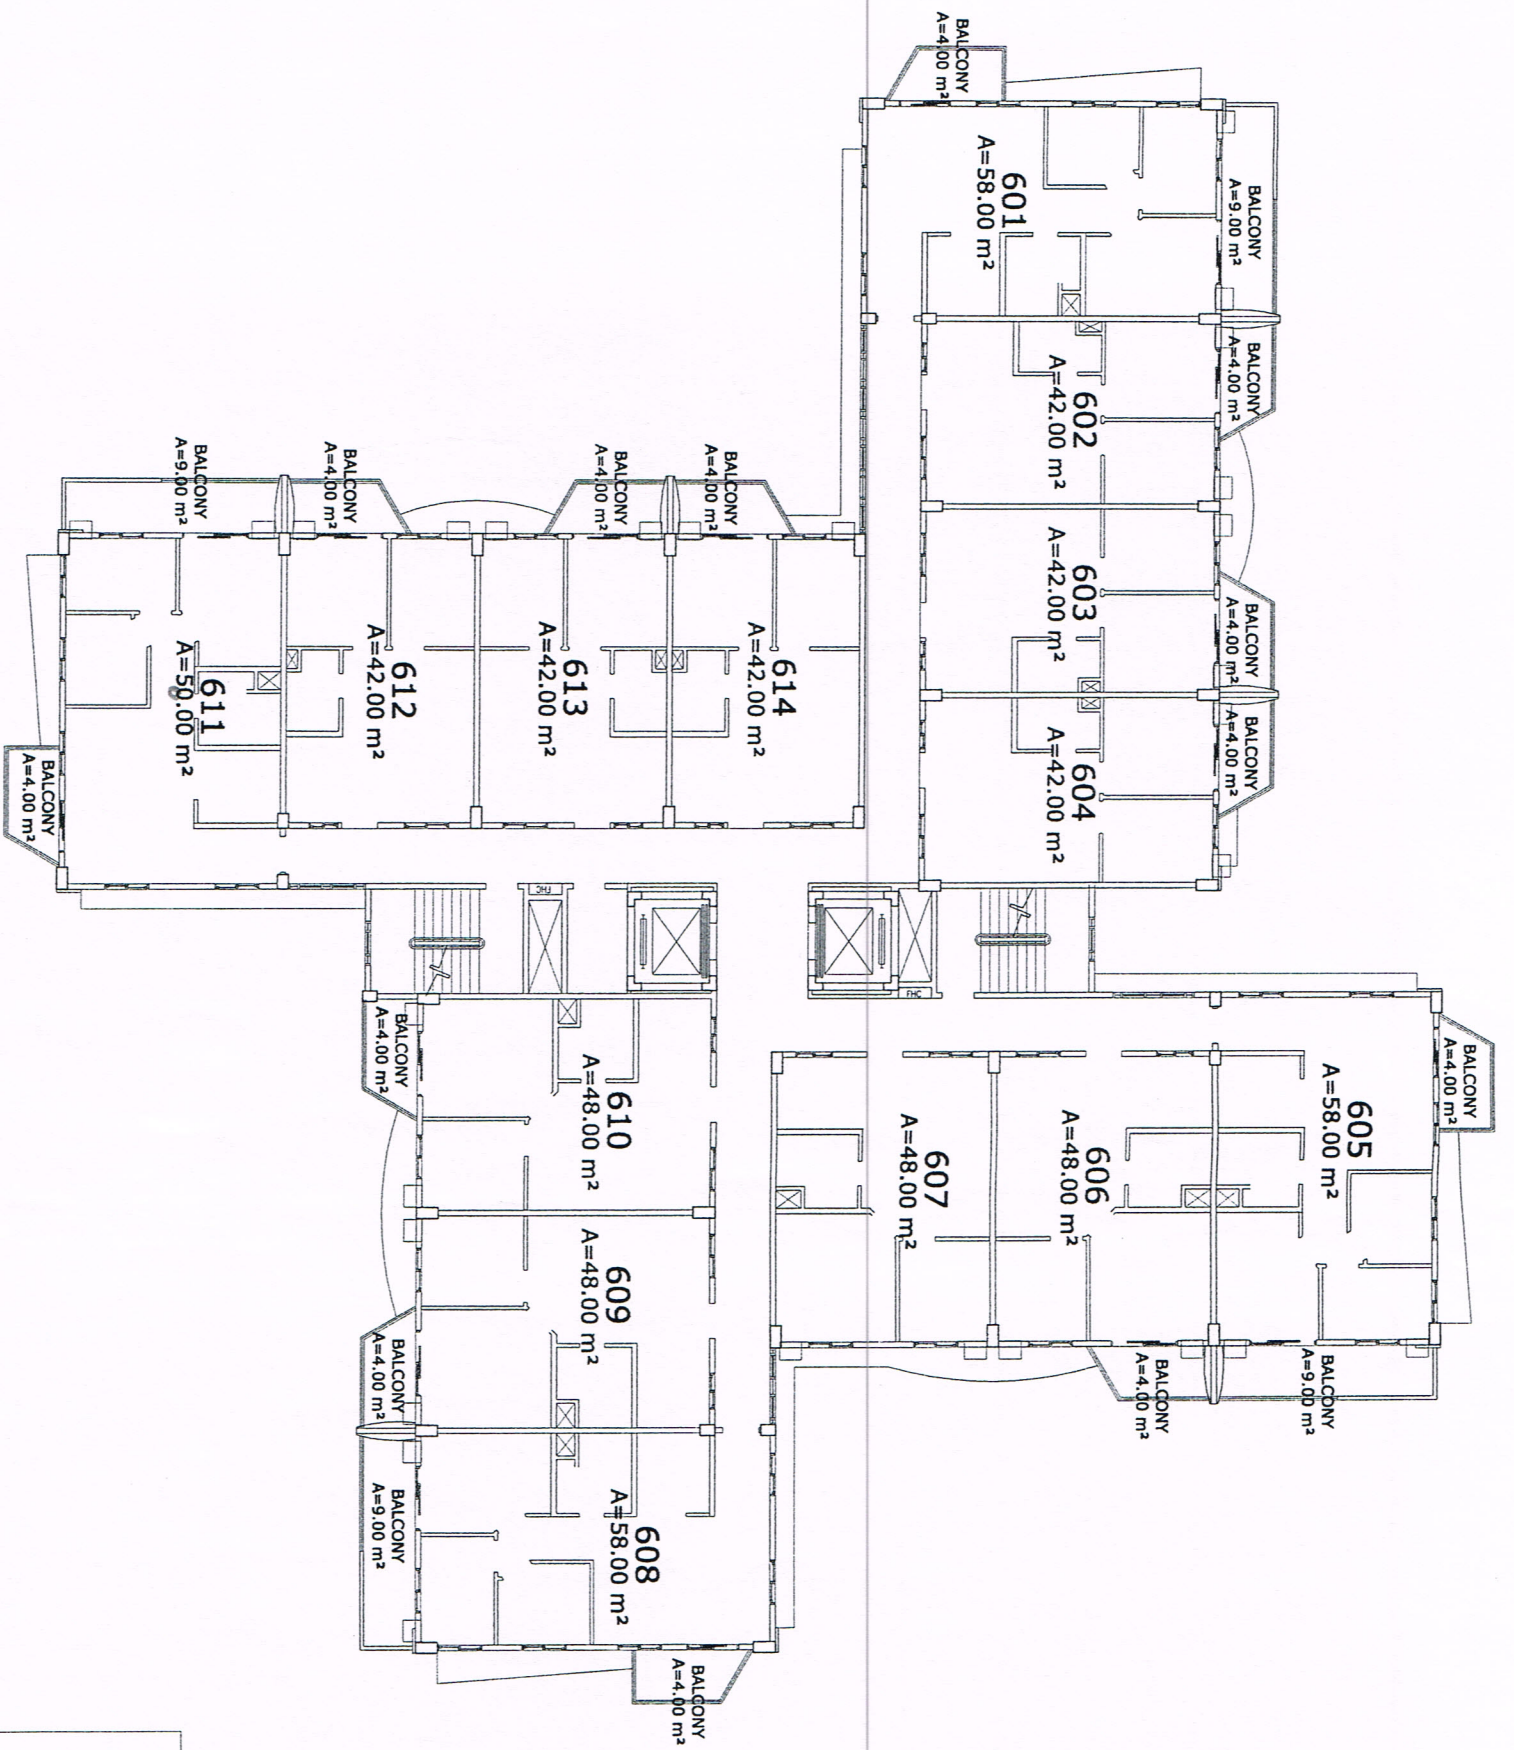 BALCONY
A=4.00 m²
601
A=58.00 m²
BALCONY
A=9.00 m²
602
A=42.00 m²
BALCONY
A=4.00 m²
603
A=42.00 m²
BALCONY
A=4.00 m²
604
A=42.00 m²
BALCONY
A=4.00 m²
BALCONY
A=9.00 m²
BALCONY
A=4.00 m²
BALCONY
A=4.00 m²
BALCONY
A=4.00 m²
611
A=50.00 m²
612
A=42.00 m²
613
A=42.00 m²
614
A=42.00 m²
BALCONY
A=4.00 m²
FHC
FHC
BALCONY
A=4.00 m²
610
A=48.00 m²
607
A=48.00 m²
606
A=48.00 m²
605
A=58.00 m²
BALCONY
A=4.00 m²
609
A=48.00 m²
BALCONY
A=4.00 m²
BALCONY
A=4.00 m²
BALCONY
A=9.00 m²
608
A=58.00 m²
BALCONY
A=9.00 m²
BALCONY
A=4.00 m²